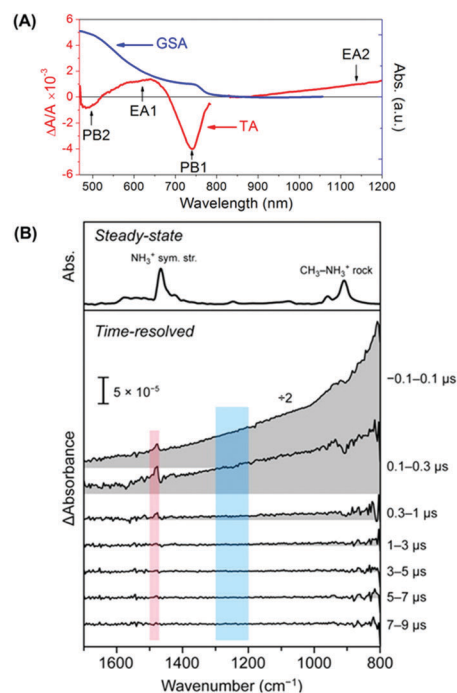 (A)
GSA
EA2
EA1
PB2
TA
PB1
ΔA/A ×10⁻³
6
4
2
0
-2
-4
-6
Abs. (a.u.)
500 600 700 800 900 1000 1100 1200
Wavelength (nm)
(B)
Steady-state
NH₃⁺ sym. str.
CH₃–NH₃⁺ rock
Abs.
Time-resolved
5 × 10⁻⁵
÷2
−0.1–0.1 μs
0.1–0.3 μs
0.3–1 μs
1–3 μs
3–5 μs
5–7 μs
7–9 μs
ΔAbsorbance
1600 1400 1200 1000 800
Wavenumber (cm⁻¹)